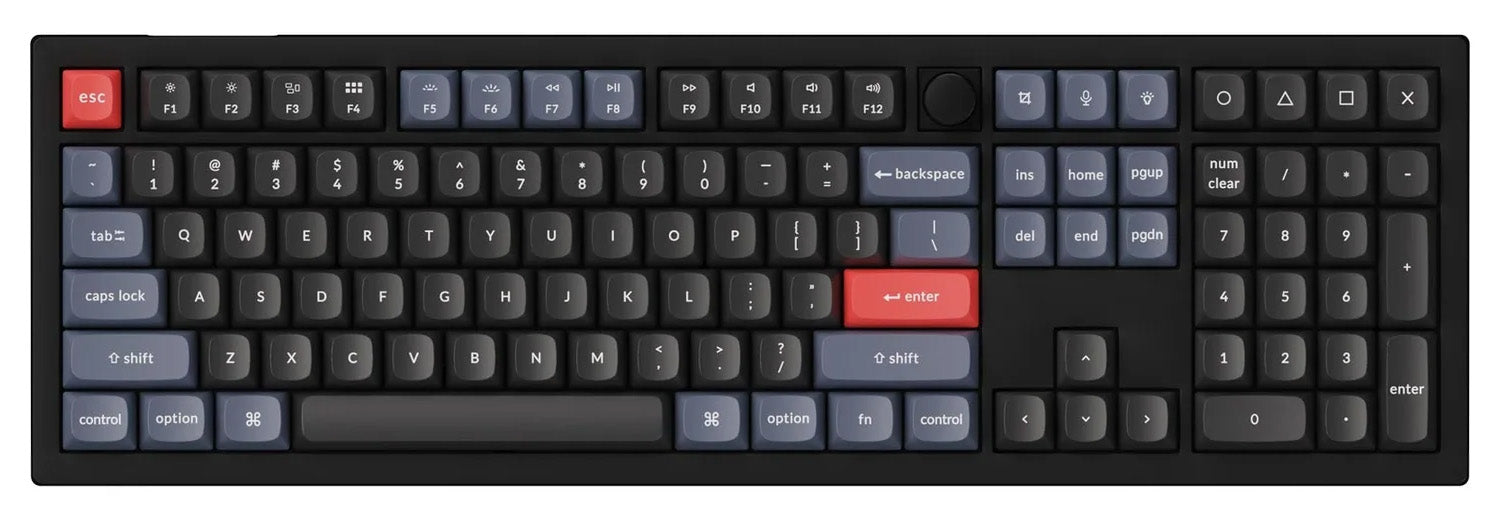 esc F1 F2 F3 F4 F5 F6 F7 F8 F9 F10 F11 F12
~ ! @ # $ % ^ & * ( ) — +
` 1 2 3 4 5 6 7 8 9 0 - = ← backspace ins home pgup num clear / * -
tab Q W E R T Y U I O P { [ } ] | \ del end pgdn 7 8 9 +
caps lock A S D F G H J K L : ; " ' ↵ enter 4 5 6
⇧ shift Z X C V B N M < , > . ? / ⇧ shift ^ 1 2 3 enter
control option ⌘ ⌘ option fn control < ⌄ > 0 .